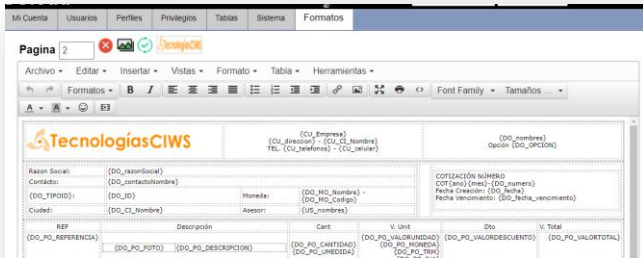 Mi Cuenta Usuarios Perfiles Privilegios Tablas Sistema Formatos
Pagina 2 TecnologíasCIWS
Archivo Editar Insertar Vistas Formato Tabla Herramientas
Formatos B I Font Family Tamaños ...
A A
TecnologíasCIWS
{CU_Empresa}
{CU_direccion} - {CU_CI_Nombre}
TEL. {CU_telefonos} - {CU_celular}
{DO_nombres}
Opción {DO_OPCION}
Razon Social: {DO_razonSocial}
Contácto: {DO_contactoNombre}
{DO_TIPOID}: {DO_ID} Moneda: {DO_MO_Nombre} -
{DO_MO_Codigo}
Ciudad: {DO_CI_Nombre} Asesor: {US_nombres}
COTIZACIÓN NÚMERO
COT{ano}{mes}-{DO_numero}
Fecha Creación: {DO_fecha}
Fecha Vencimiento: {DO_fecha_vencimiento}
REF Descripción Cant V. Unit Dto V. Total
{DO_PO_REFERENCIA} {DO_PO_FOTO} {DO_PO_DESCRIPCION} {DO_PO_CANTIDAD} {DO_PO_VALORUNIDAD} {DO_PO_VALORDESCUENTO} {DO_PO_VALORTOTAL}
{DO_PO_UMEDIDA} {DO_PO_MONEDA}
{DO_PO_TRM}